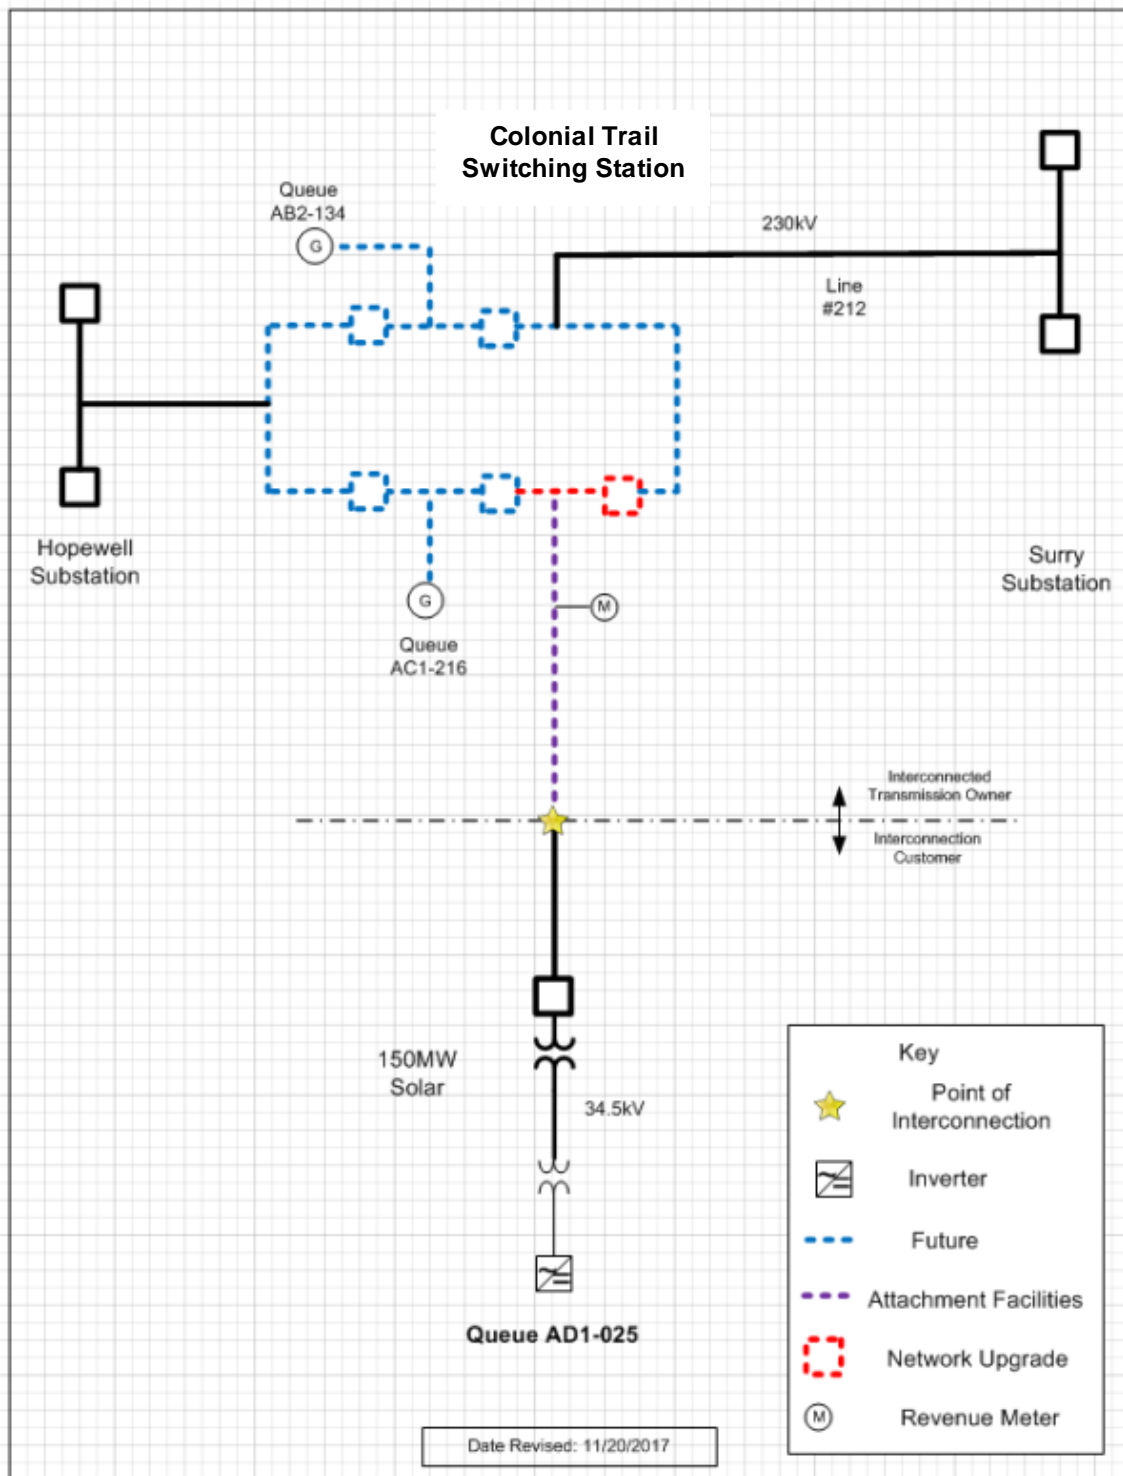 Colonial Trail
Switching Station
Queue
AB2-134
G
230kV
Line
#212
Hopewell
Substation
Surry
Substation
G
Queue
AC1-216
M
Interconnected
Transmission Owner
Interconnection
Customer
150MW
Solar
34.5kV
Queue AD1-025
Key
Point of
Interconnection
Inverter
Future
Attachment Facilities
Network Upgrade
M
Revenue Meter
Date Revised: 11/20/2017